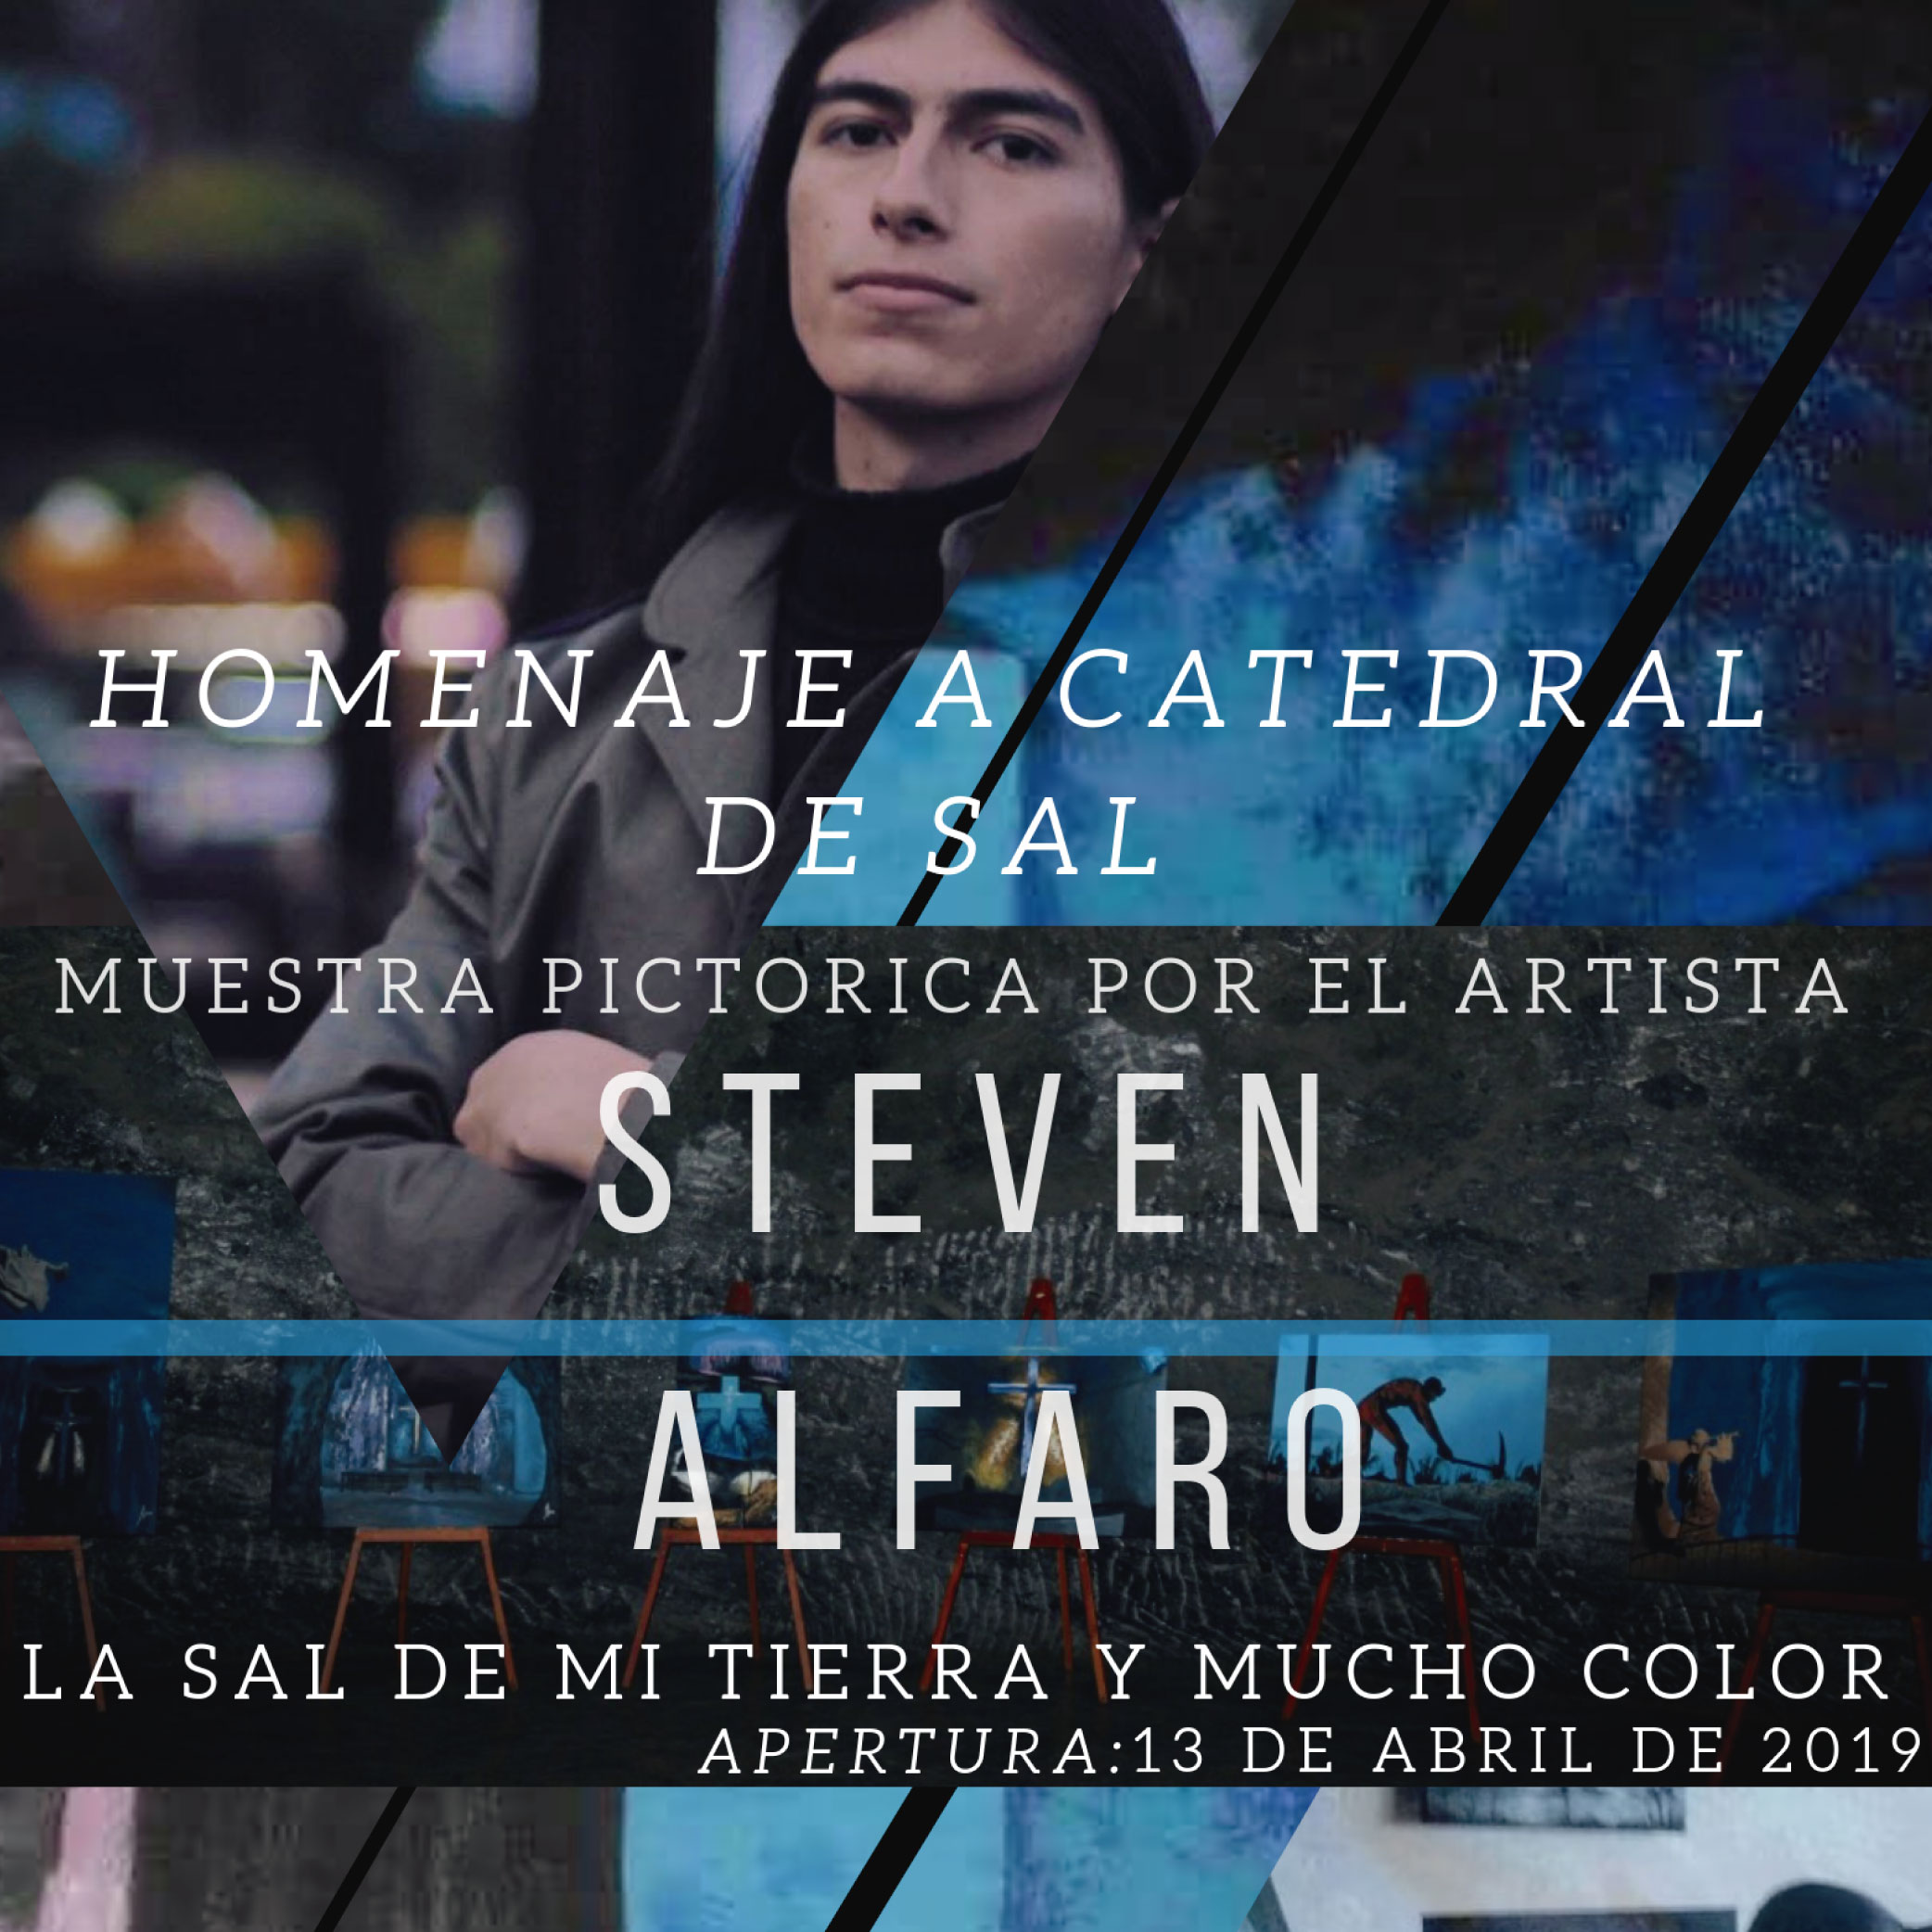 HOMENAJE A CATEDRAL
DE SAL
MUESTRA PICTORICA POR EL ARTISTA
STEVEN
ALFARO
LA SAL DE MI TIERRA Y MUCHO COLOR
APERTURA:13 DE ABRIL DE 2019